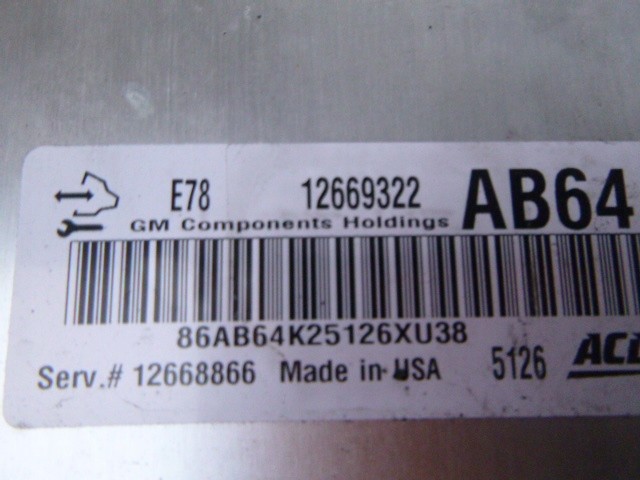 E78 12669322 AB64
GM Components Holdings
86AB64K25126XU38
Serv.# 12668866 Made in USA 5126